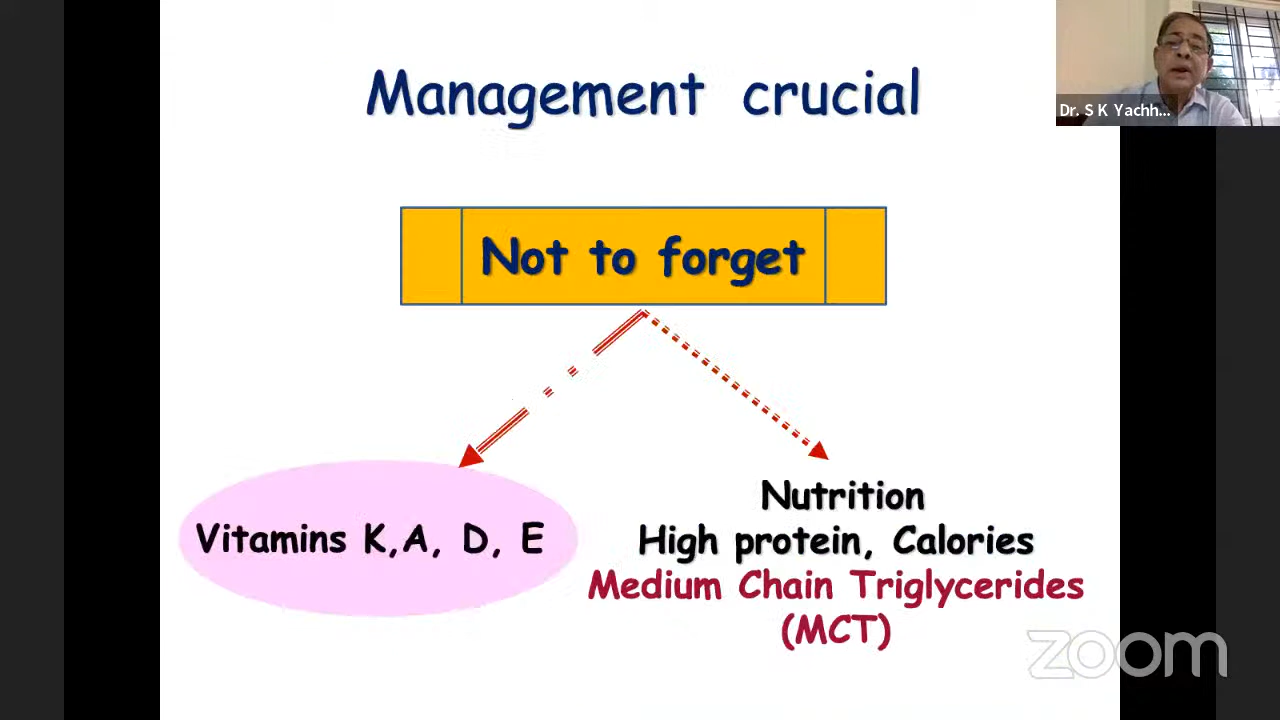 Management crucial
Dr. S K Yachh...
Not to forget
Vitamins K,A, D, E
Nutrition
High protein, Calories
Medium Chain Triglycerides
(MCT)
zoom